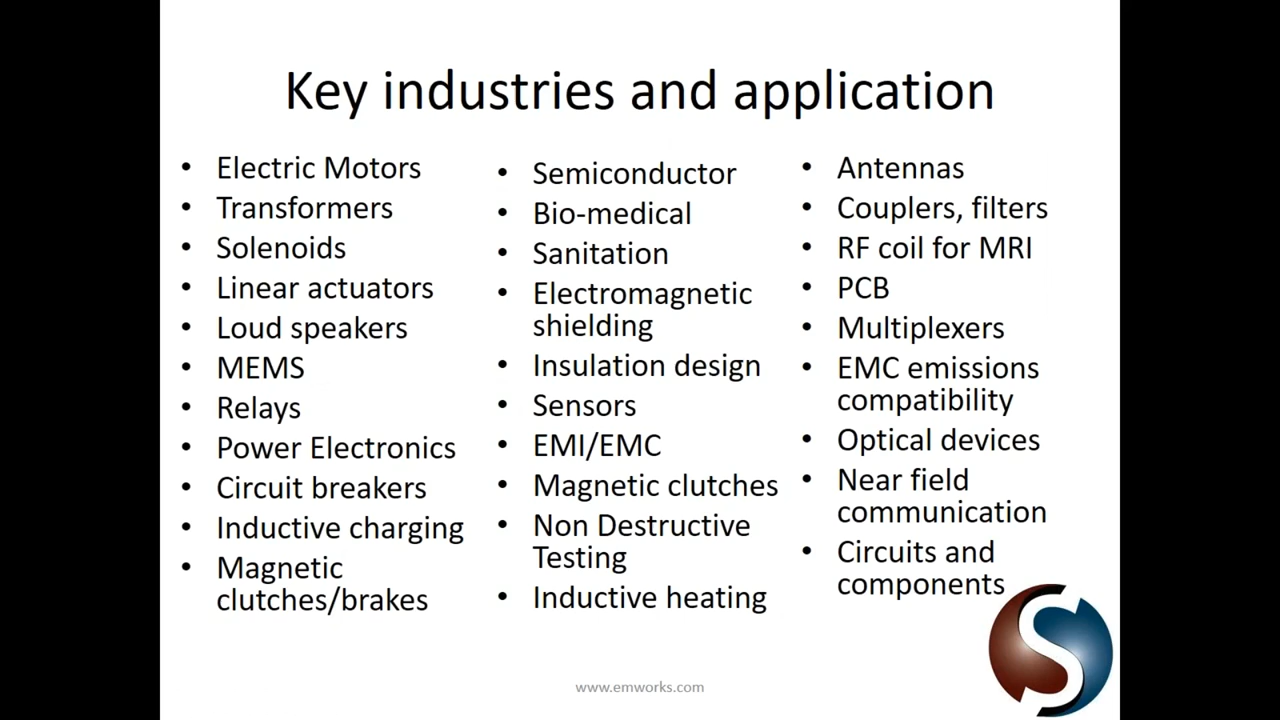 Key industries and application
• Electric Motors
• Transformers
• Solenoids
• Linear actuators
• Loud speakers
• MEMS
• Relays
• Power Electronics
• Circuit breakers
• Inductive charging
• Magnetic
clutches/brakes
• Semiconductor
• Bio-medical
• Sanitation
• Electromagnetic
shielding
• Insulation design
• Sensors
• EMI/EMC
• Magnetic clutches
• Non Destructive
Testing
• Inductive heating
• Antennas
• Couplers, filters
• RF coil for MRI
• PCB
• Multiplexers
• EMC emissions
compatibility
• Optical devices
• Near field
communication
• Circuits and
components
S
www.emworks.com